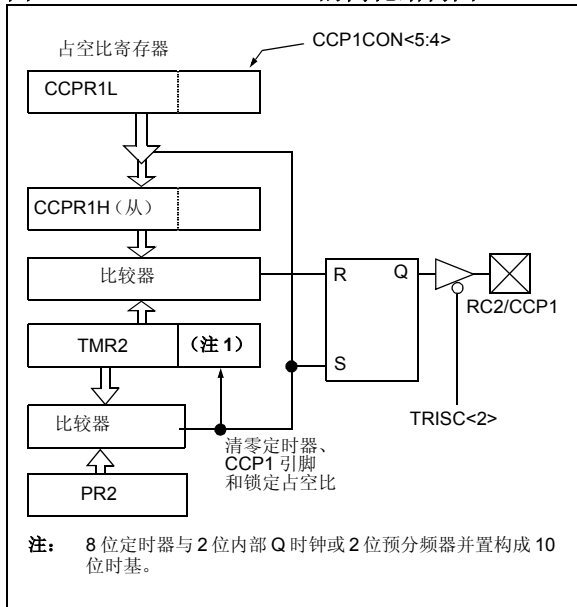 占空比寄存器
CCP1CON<5:4>
CCPR1L
CCPR1H（从）
比较器
R
Q
RC2/CCP1
TMR2
（注 1）
S
比较器
TRISC<2>
清零定时器、
CCP1 引脚
和锁定占空比
PR2
注： 8 位定时器与 2 位内部 Q 时钟或 2 位预分频器并置构成 10
位时基。